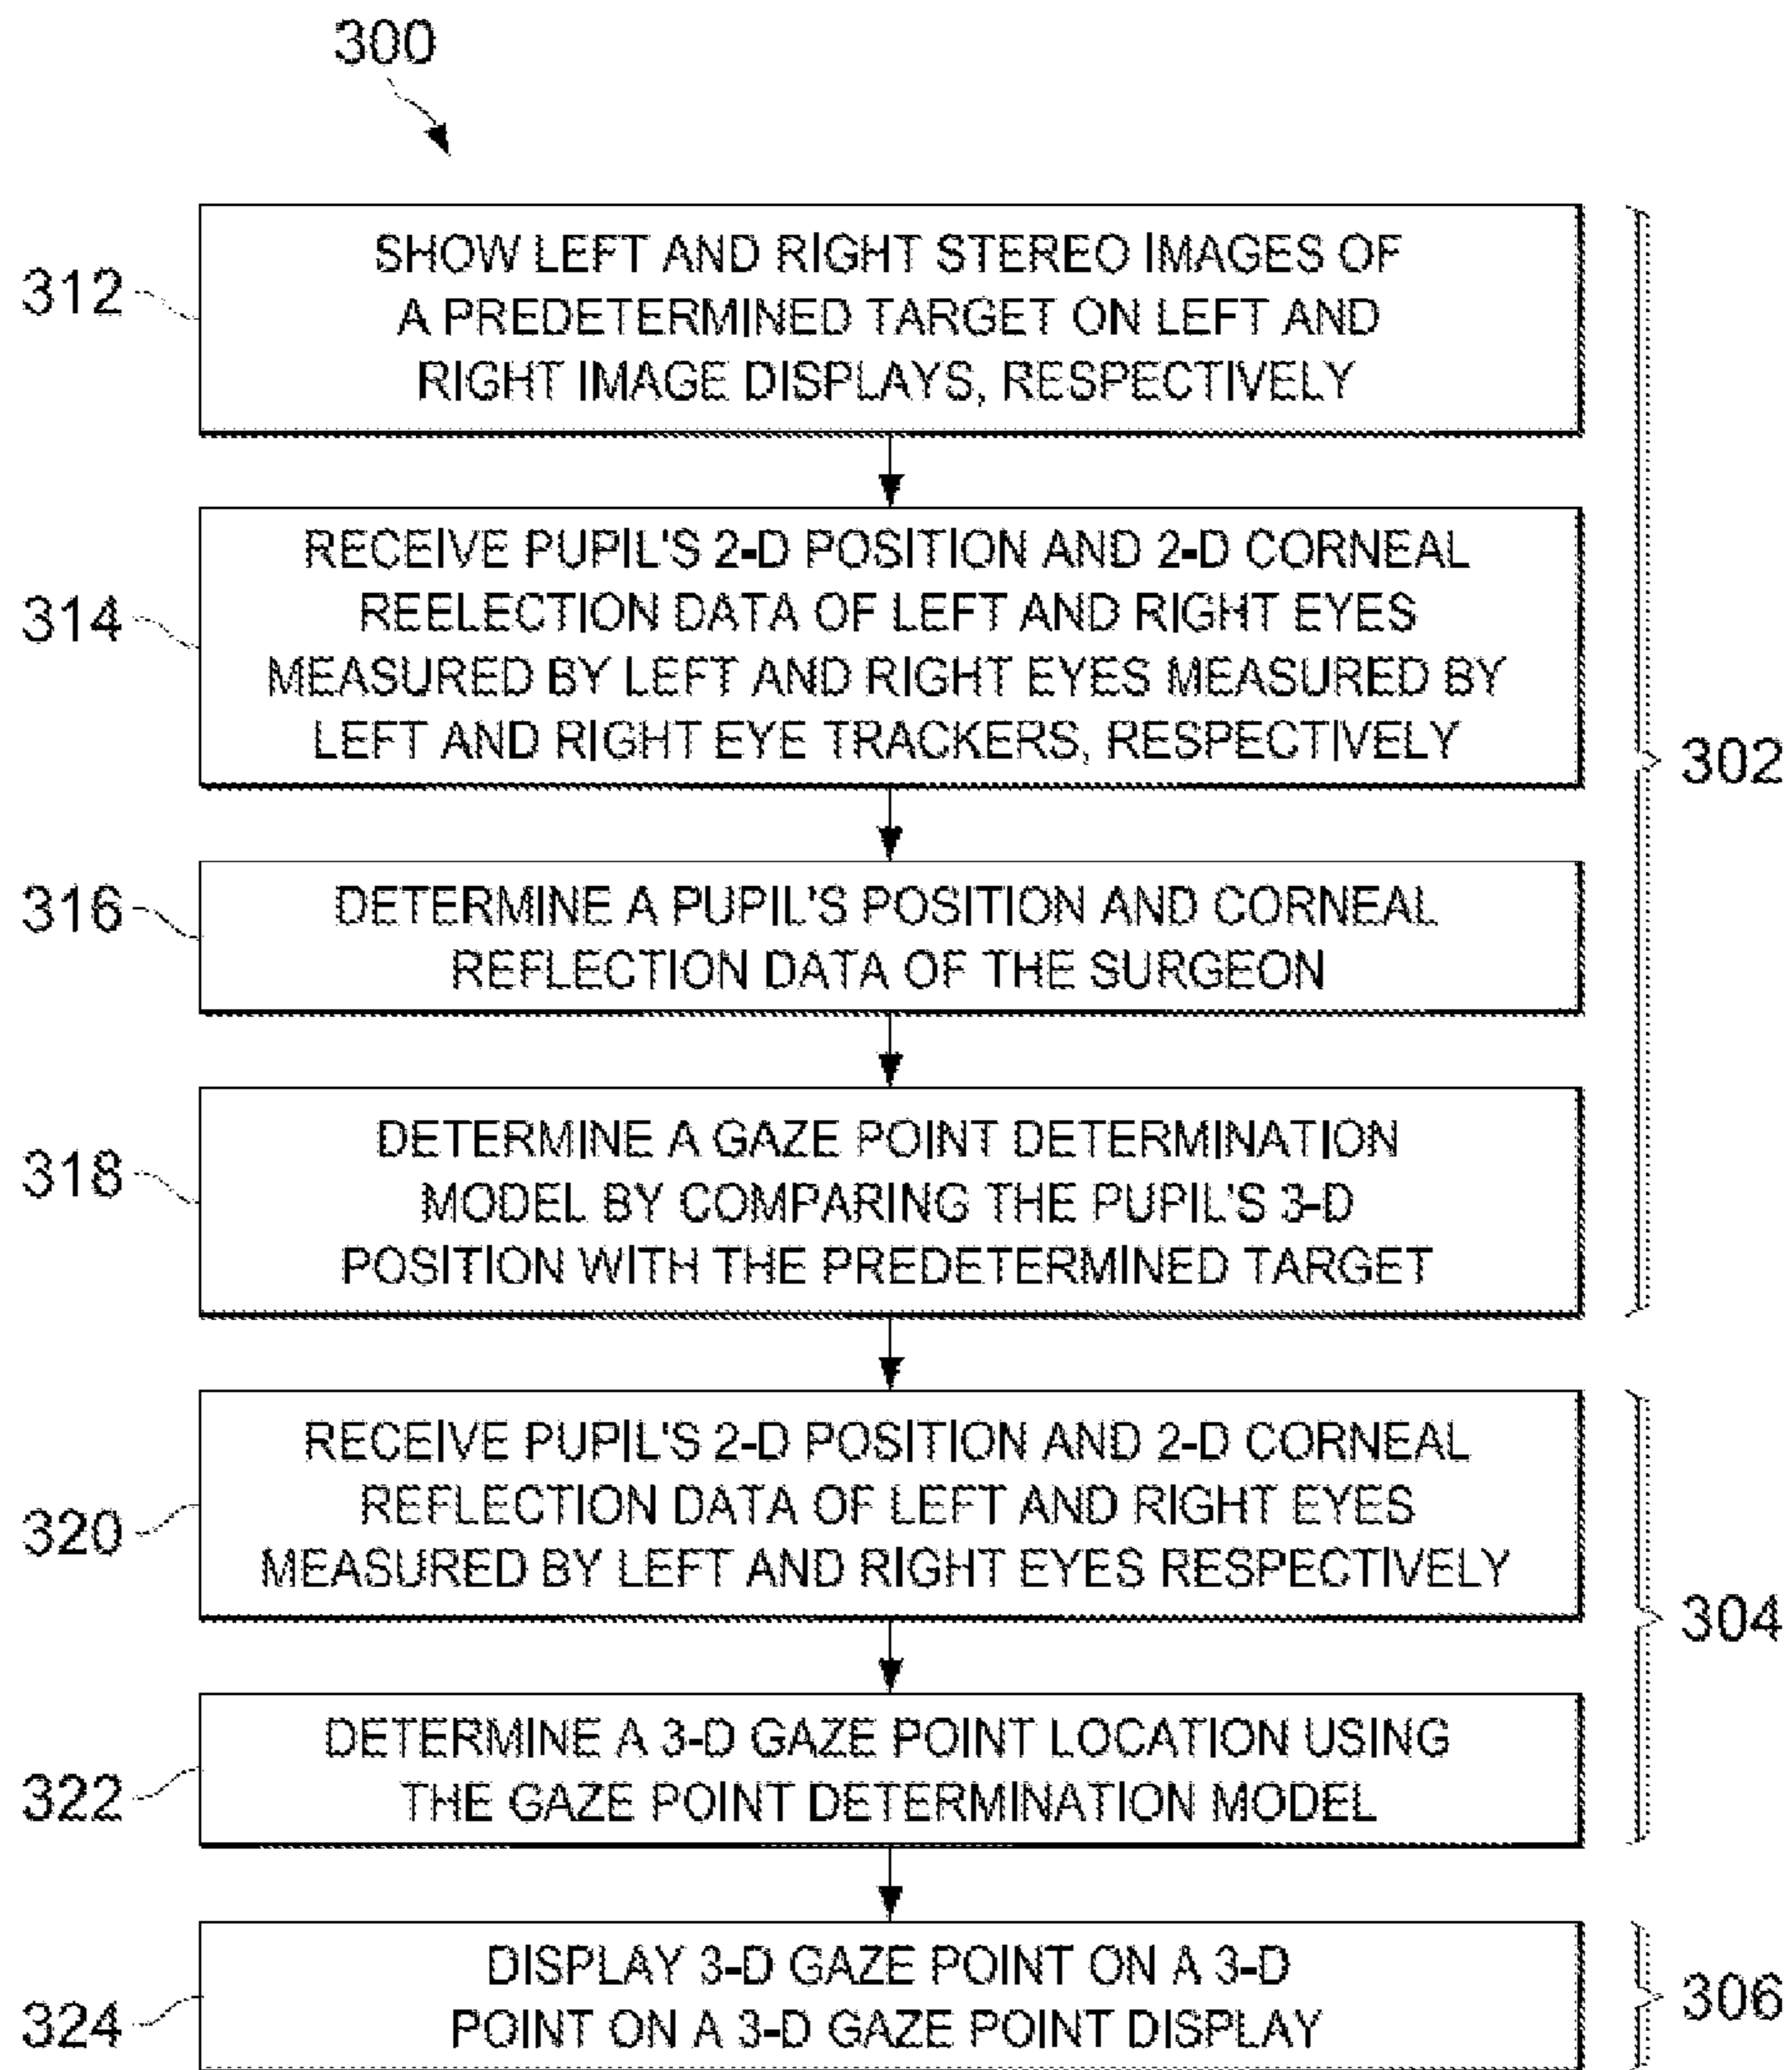 300
312
SHOW LEFT AND RIGHT STEREO IMAGES OF
A PREDETERMINED TARGET ON LEFT AND
RIGHT IMAGE DISPLAYS, RESPECTIVELY
314
RECEIVE PUPIL'S 2-D POSITION AND 2-D CORNEAL
REELECTION DATA OF LEFT AND RIGHT EYES
MEASURED BY LEFT AND RIGHT EYES MEASURED BY
LEFT AND RIGHT EYE TRACKERS, RESPECTIVELY
302
316
DETERMINE A PUPIL'S POSITION AND CORNEAL
REFLECTION DATA OF THE SURGEON
318
DETERMINE A GAZE POINT DETERMINATION
MODEL BY COMPARING THE PUPIL'S 3-D
POSITION WITH THE PREDETERMINED TARGET
320
RECEIVE PUPIL'S 2-D POSITION AND 2-D CORNEAL
REFLECTION DATA OF LEFT AND RIGHT EYES
MEASURED BY LEFT AND RIGHT EYES RESPECTIVELY
304
322
DETERMINE A 3-D GAZE POINT LOCATION USING
THE GAZE POINT DETERMINATION MODEL
324
DISPLAY 3-D GAZE POINT ON A 3-D
POINT ON A 3-D GAZE POINT DISPLAY
306